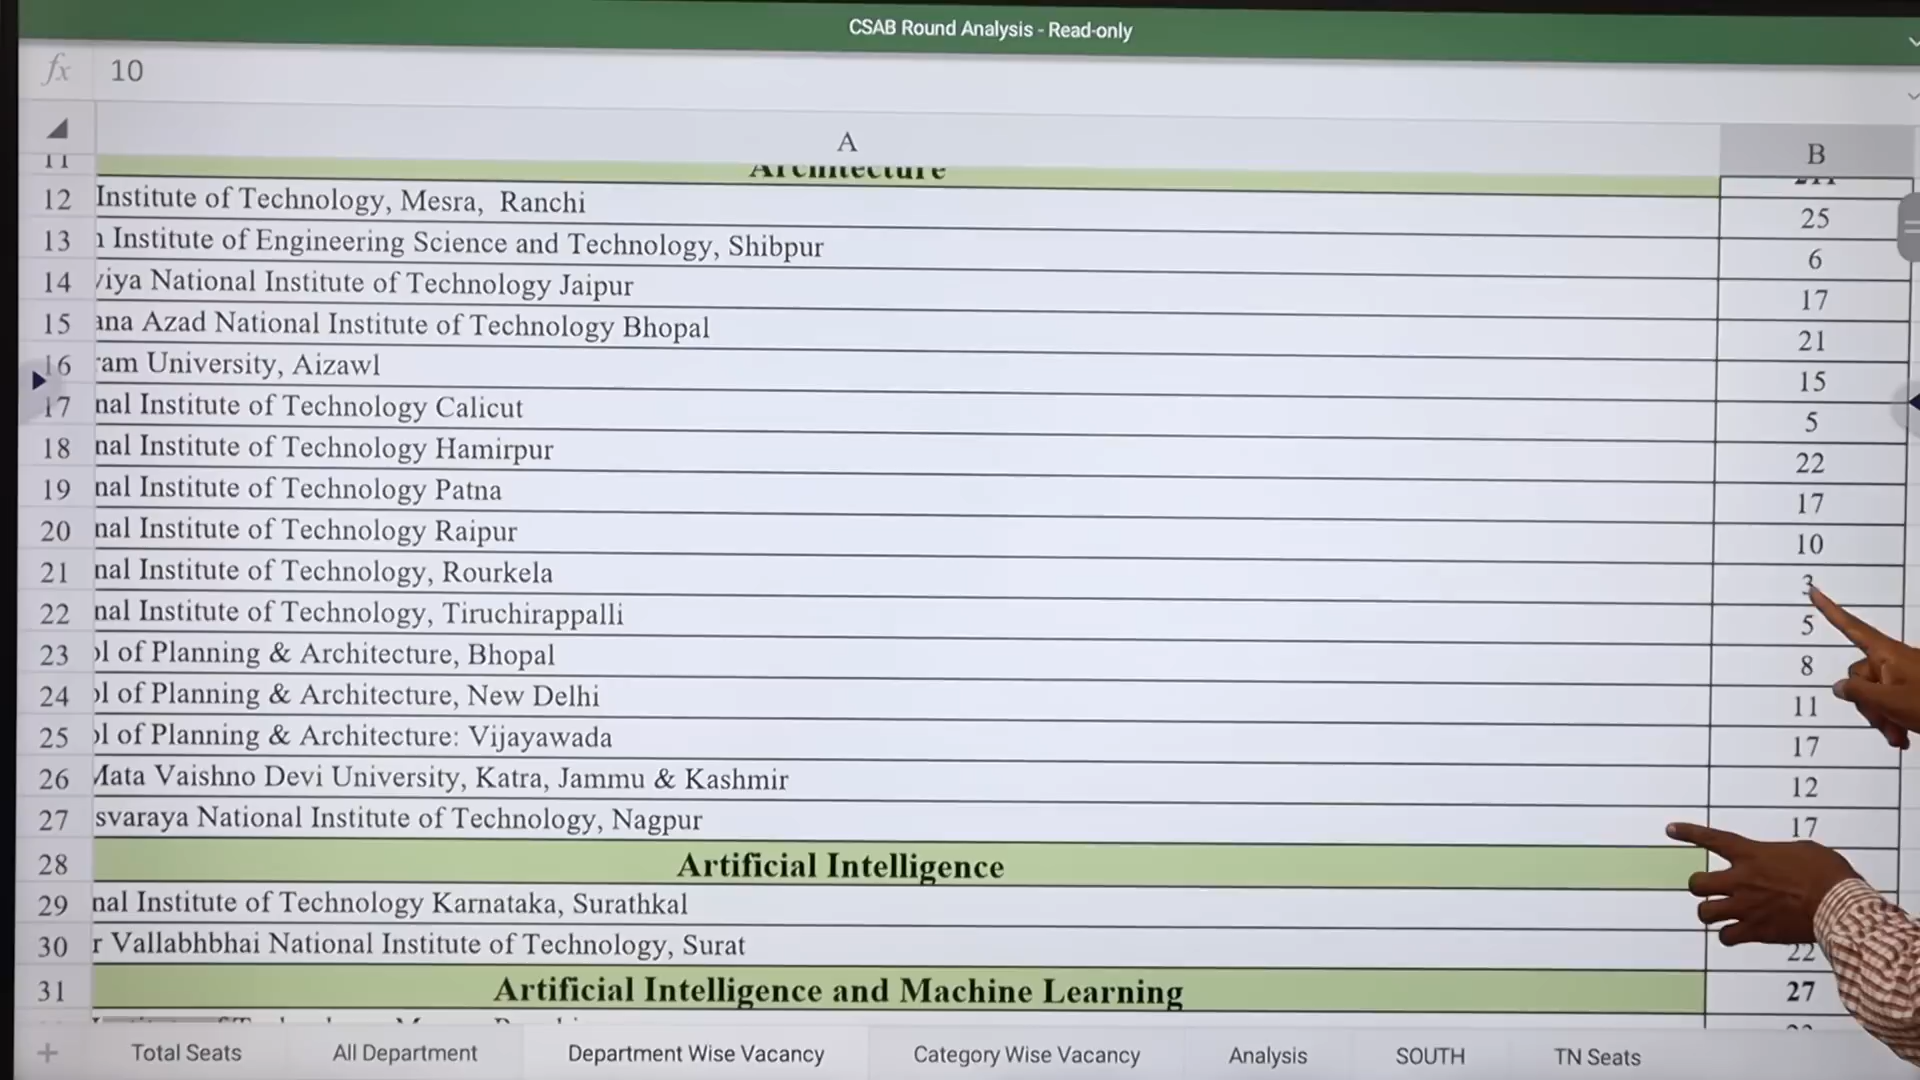 CSAB Round Analysis - Read-only
fx 10
A B
11 Architecture
12 Institute of Technology, Mesra, Ranchi 25
13 n Institute of Engineering Science and Technology, Shibpur 6
14 viya National Institute of Technology Jaipur 17
15 ana Azad National Institute of Technology Bhopal 21
16 ram University, Aizawl 15
17 nal Institute of Technology Calicut 5
18 nal Institute of Technology Hamirpur 22
19 nal Institute of Technology Patna 17
20 nal Institute of Technology Raipur 10
21 nal Institute of Technology, Rourkela 3
22 nal Institute of Technology, Tiruchirappalli 5
23 ol of Planning & Architecture, Bhopal 8
24 ol of Planning & Architecture, New Delhi 11
25 ol of Planning & Architecture: Vijayawada 17
26 Mata Vaishno Devi University, Katra, Jammu & Kashmir 12
27 svaraya National Institute of Technology, Nagpur 17
28 Artificial Intelligence
29 nal Institute of Technology Karnataka, Surathkal
30 r Vallabhbhai National Institute of Technology, Surat 22
31 Artificial Intelligence and Machine Learning 27
+ Total Seats All Department Department Wise Vacancy Category Wise Vacancy Analysis SOUTH TN Seats